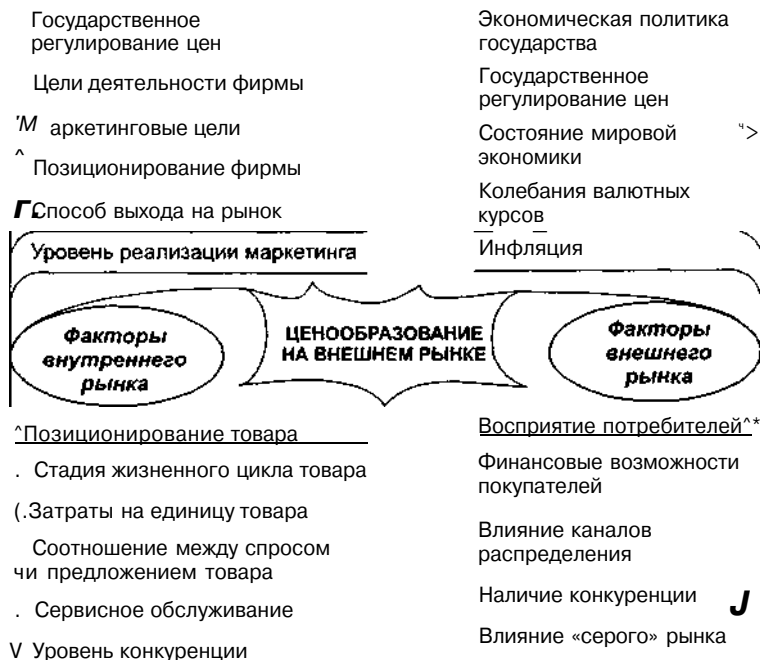 Государственное
регулирование цен
Цели деятельности фирмы
'М аркетинговые цели
^ Позиционирование фирмы
Г. Способ выхода на рынок
Уровень реализации маркетинга
Экономическая политика
государства
Государственное
регулирование цен
Состояние мировой ч>
экономики
Колебания валютных
курсов
Инфляция
Факторы
внутреннего
рынка
ЦЕНООБРАЗОВАНИЕ
НА ВНЕШНЕМ РЫНКЕ
Факторы
внешнего
рынка
^Позиционирование товара
. Стадия жизненного цикла товара
(.Затраты на единицу товара
Соотношение между спросом
чи предложением товара
. Сервисное обслуживание
V Уровень конкуренции
Восприятие потребителей^*
Финансовые возможности
покупателей
Влияние каналов
распределения
Наличие конкуренции J
Влияние «серого» рынка